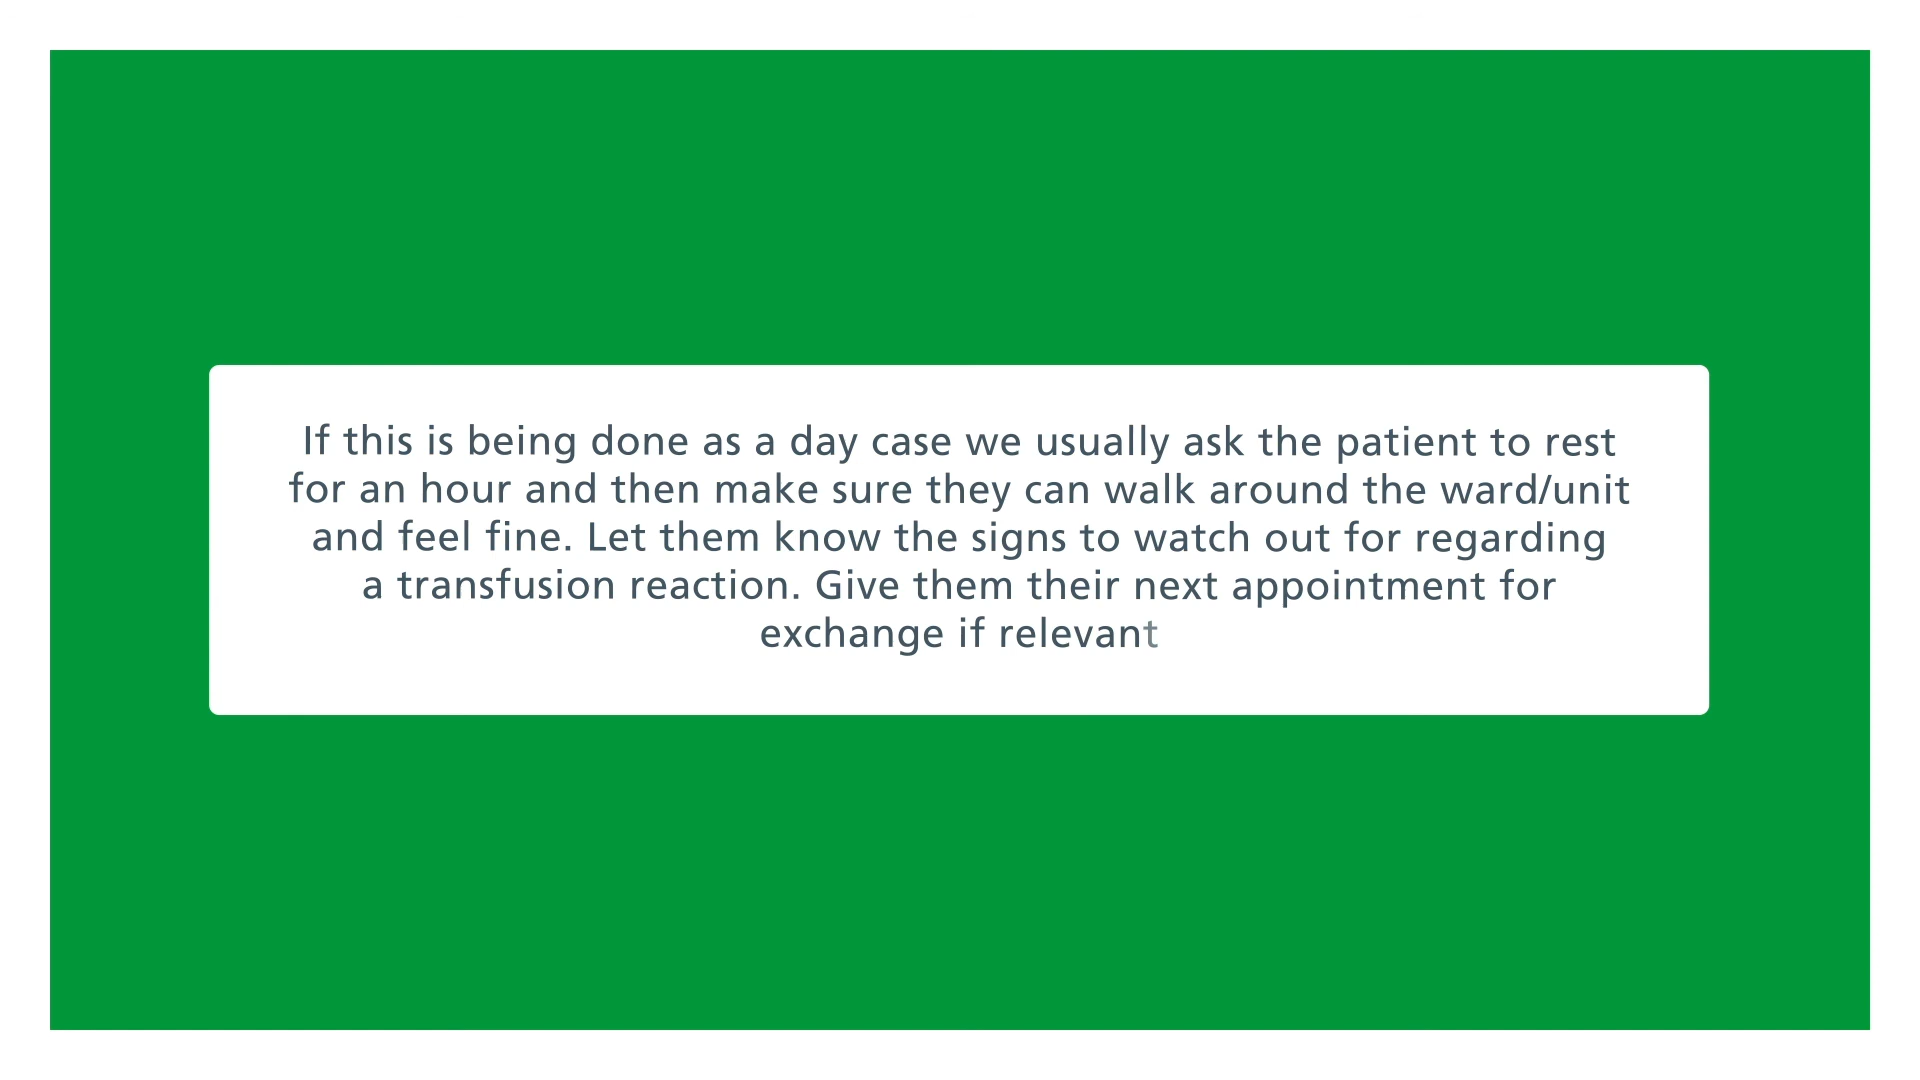 If this is being done as a day case we usually ask the patient to rest
for an hour and then make sure they can walk around the ward/unit
and feel fine. Let them know the signs to watch out for regarding
a transfusion reaction. Give them their next appointment for
exchange if relevant